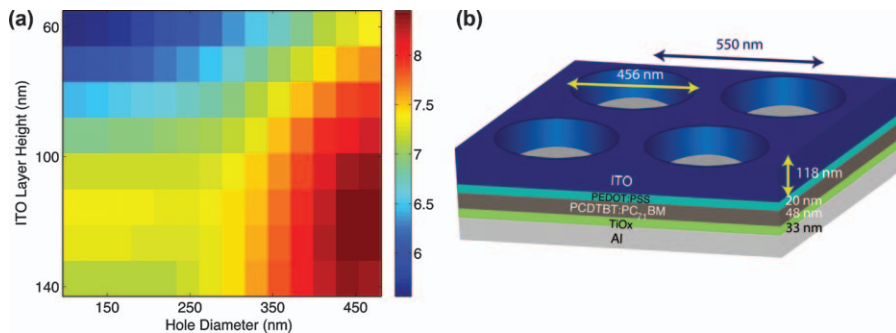 (a)
60
80
100
120
140
ITO Layer Height (nm)
150
250
350
450
Hole Diameter (nm)
8
7.5
7
6.5
6
(b)
550 nm
456 nm
118 nm
ITO
PEDOT:PSS
20 nm
PCDTBT:PC71BM
48 nm
TiOx
33 nm
Al